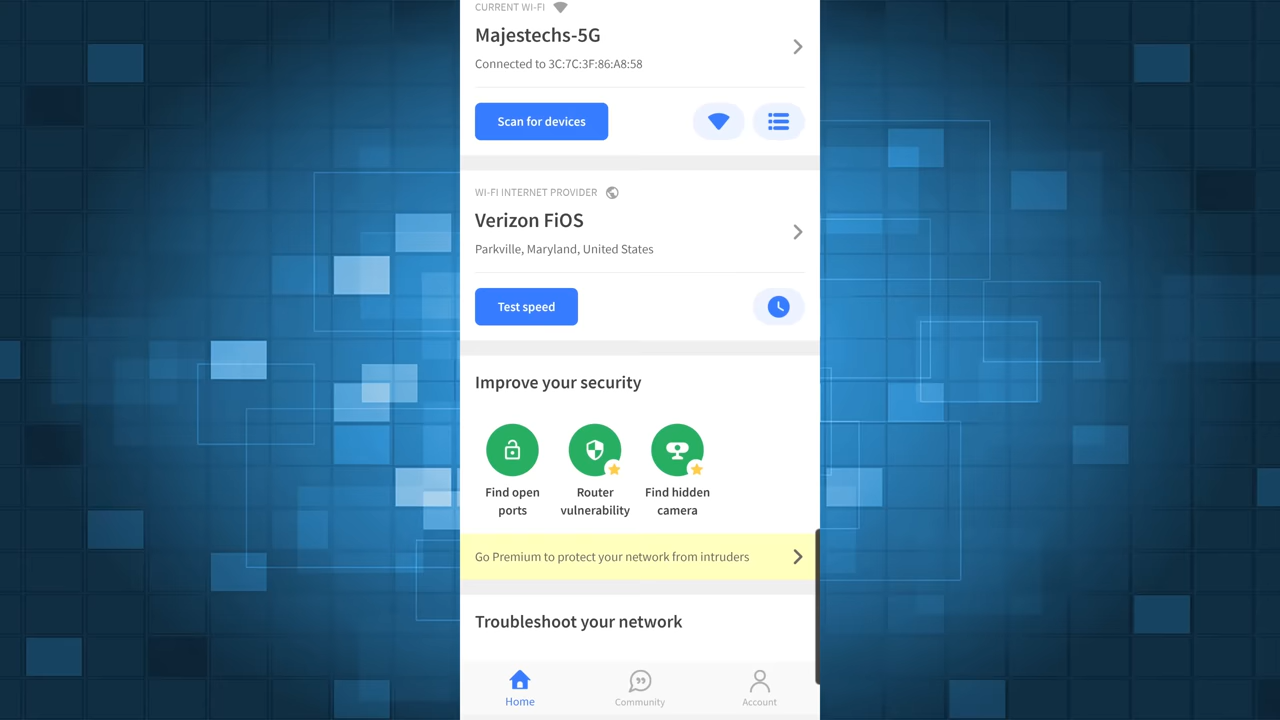 CURRENT WI-FI
Majestechs-5G
Connected to 3C:7C:3F:86:A8:58
Scan for devices
WI-FI INTERNET PROVIDER
Verizon FiOS
Parkville, Maryland, United States
Test speed
Improve your security
Find open
ports
Router
vulnerability
Find hidden
camera
Go Premium to protect your network from intruders
Troubleshoot your network
Home
Community
Account